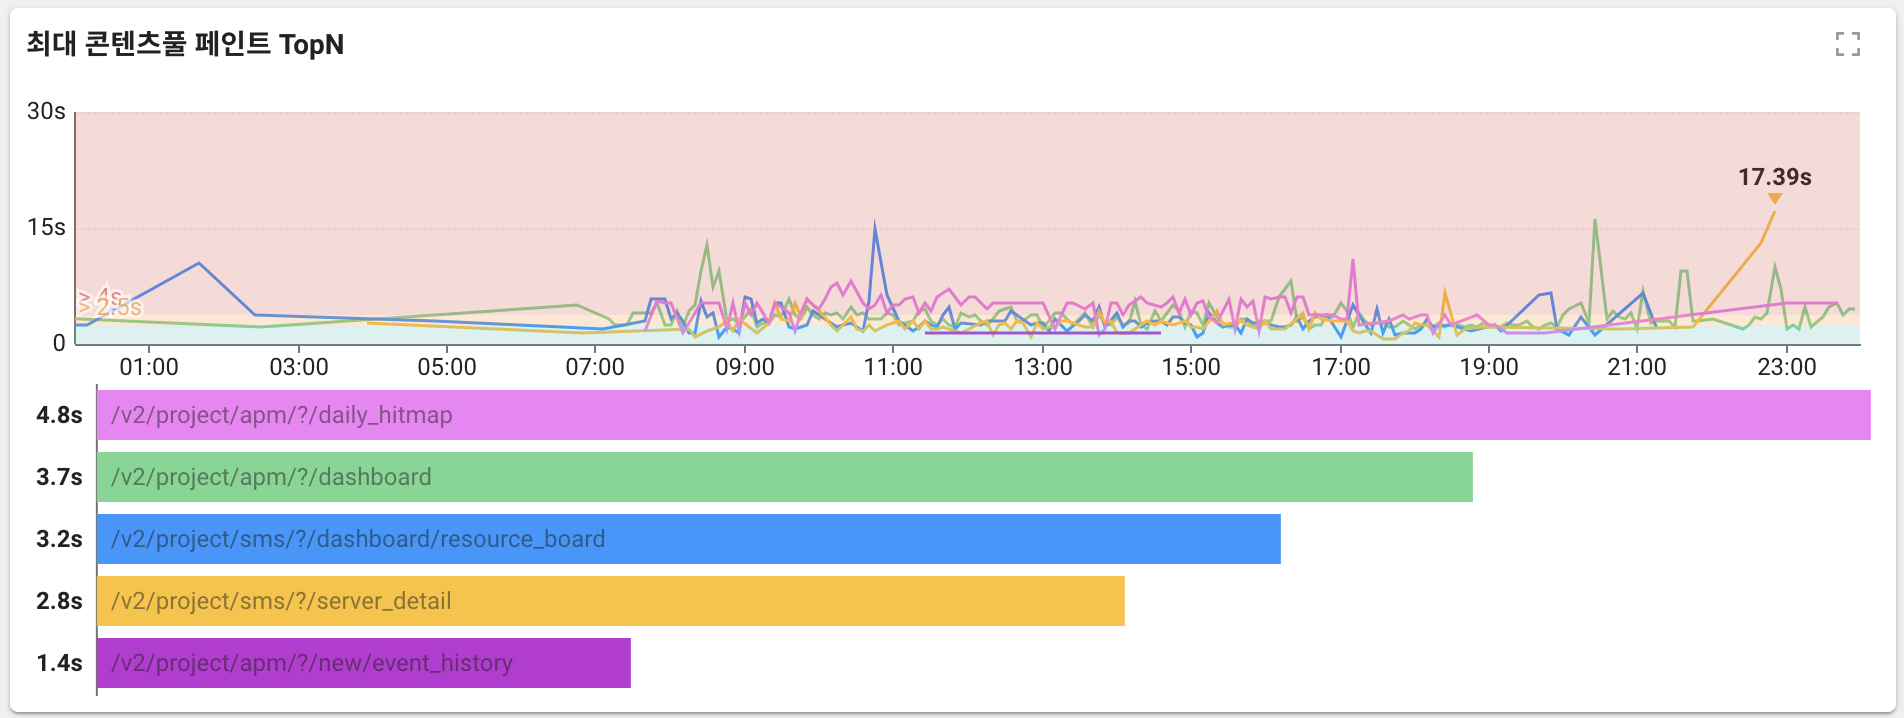 최대 콘텐츠풀 페인트 TopN
30s
17.39s
15s
> 4s
> 2.5s
0
01:00 03:00 05:00 07:00 09:00 11:00 13:00 15:00 17:00 19:00 21:00 23:00
4.8s /v2/project/apm/?/daily_hitmap
3.7s /v2/project/apm/?/dashboard
3.2s /v2/project/sms/?/dashboard/resource_board
2.8s /v2/project/sms/?/server_detail
1.4s /v2/project/apm/?/new/event_history